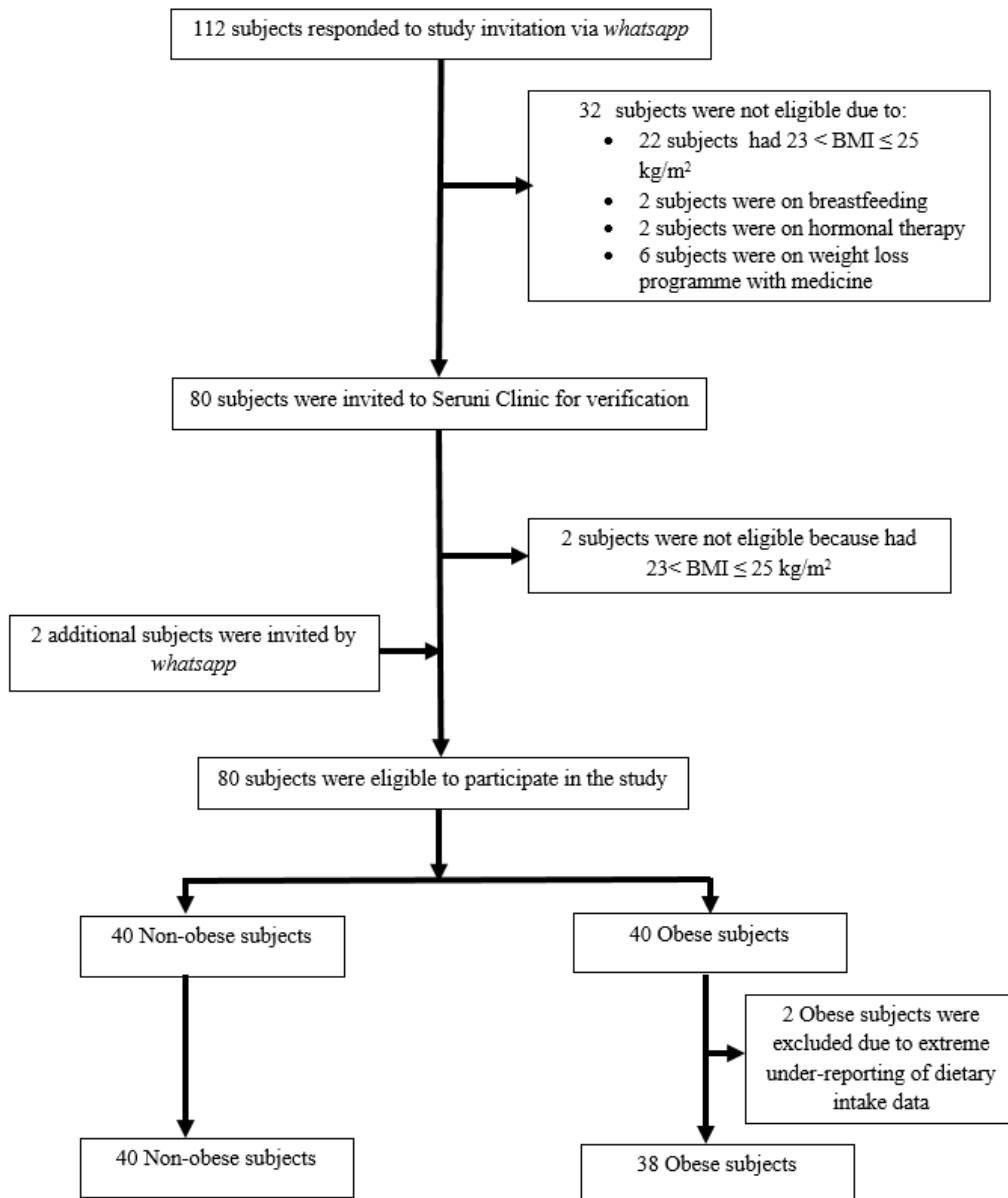 112 subjects responded to study invitation via whatsapp
32 subjects were not eligible due to:
• 22 subjects had 23 < BMI ≤ 25
kg/m²
• 2 subjects were on breastfeeding
• 2 subjects were on hormonal therapy
• 6 subjects were on weight loss
programme with medicine
80 subjects were invited to Seruni Clinic for verification
2 subjects were not eligible because had
23< BMI ≤ 25 kg/m²
2 additional subjects were invited by
whatsapp
80 subjects were eligible to participate in the study
40 Non-obese subjects
40 Obese subjects
2 Obese subjects were
excluded due to extreme
under-reporting of dietary
intake data
40 Non-obese subjects
38 Obese subjects